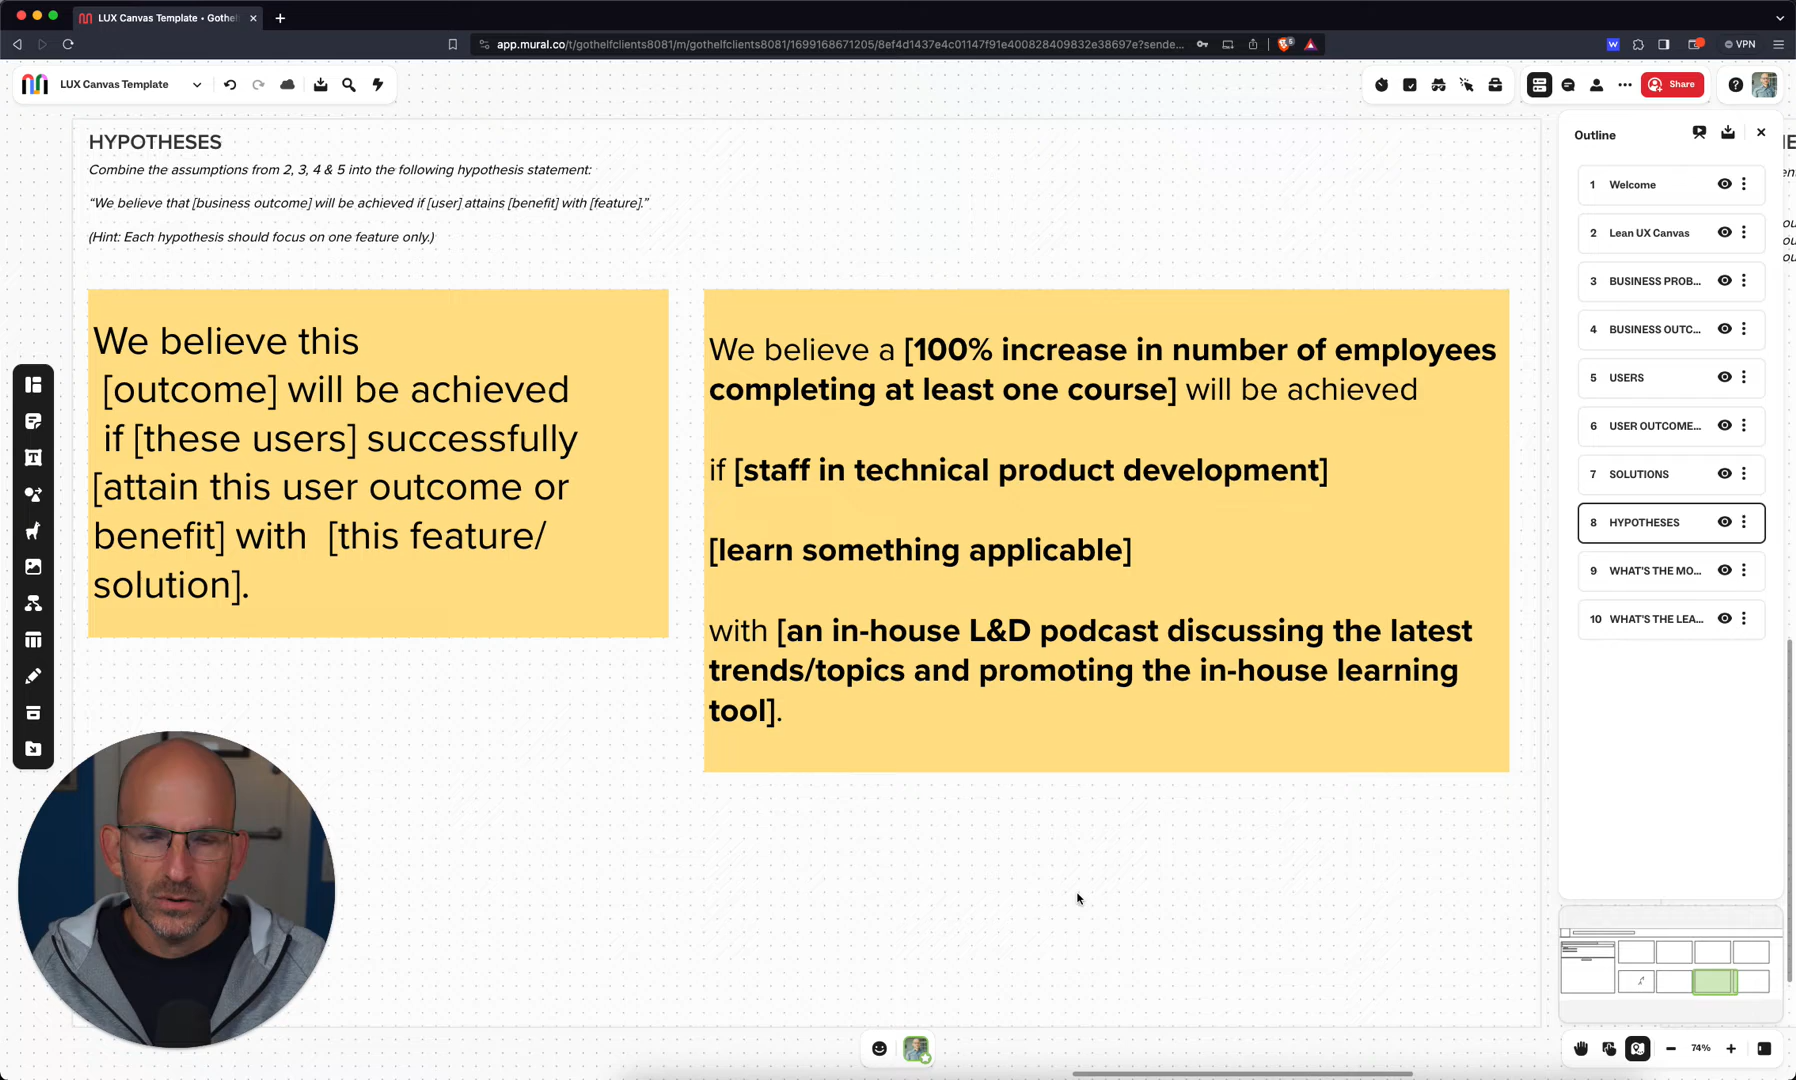 LUX Canvas Template • Gothel
app.mural.co/t/gothelfclients8081/m/gothelfclients8081/1699168671205/8ef4d1437e4c01147f91e400828409832e38697e?sende...
VPN
LUX Canvas Template
Share
HYPOTHESES
Combine the assumptions from 2, 3, 4 & 5 into the following hypothesis statement:
“We believe that [business outcome] will be achieved if [user] attains [benefit] with [feature].”
(Hint: Each hypothesis should focus on one feature only.)
We believe this
[outcome] will be achieved
if [these users] successfully
[attain this user outcome or
benefit] with [this feature/
solution].
We believe a [100% increase in number of employees
completing at least one course] will be achieved
if [staff in technical product development]
[learn something applicable]
with [an in-house L&D podcast discussing the latest
trends/topics and promoting the in-house learning
tool].
Outline
1 Welcome
2 Lean UX Canvas
3 BUSINESS PROB...
4 BUSINESS OUTC...
5 USERS
6 USER OUTCOME...
7 SOLUTIONS
8 HYPOTHESES
9 WHAT'S THE MO...
10 WHAT'S THE LEA...
74%